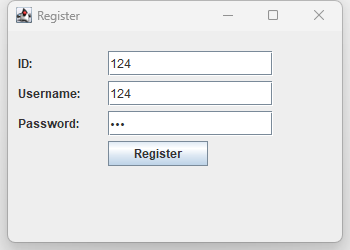 Register
ID: 124
Username: 124
Password: •••
Register